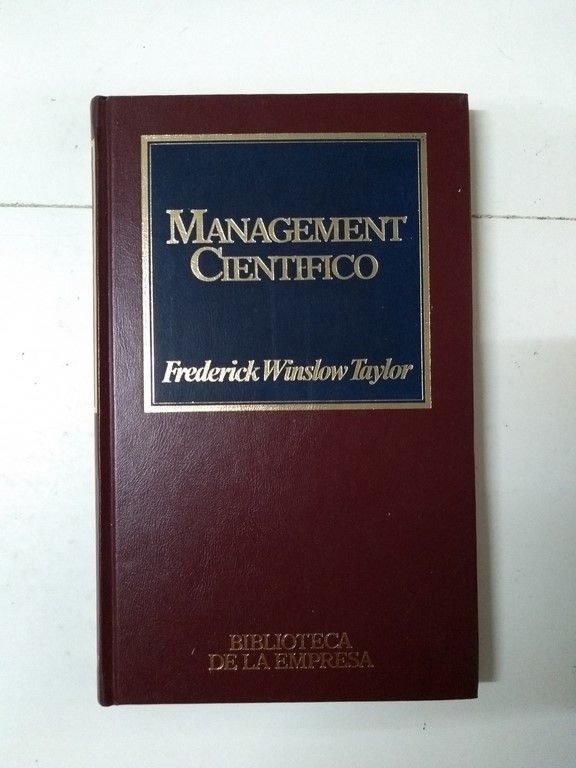 MANAGEMENT
CIENTIFICO
Frederick Winslow Taylor
BIBLIOTECA
DE LA EMPRESA